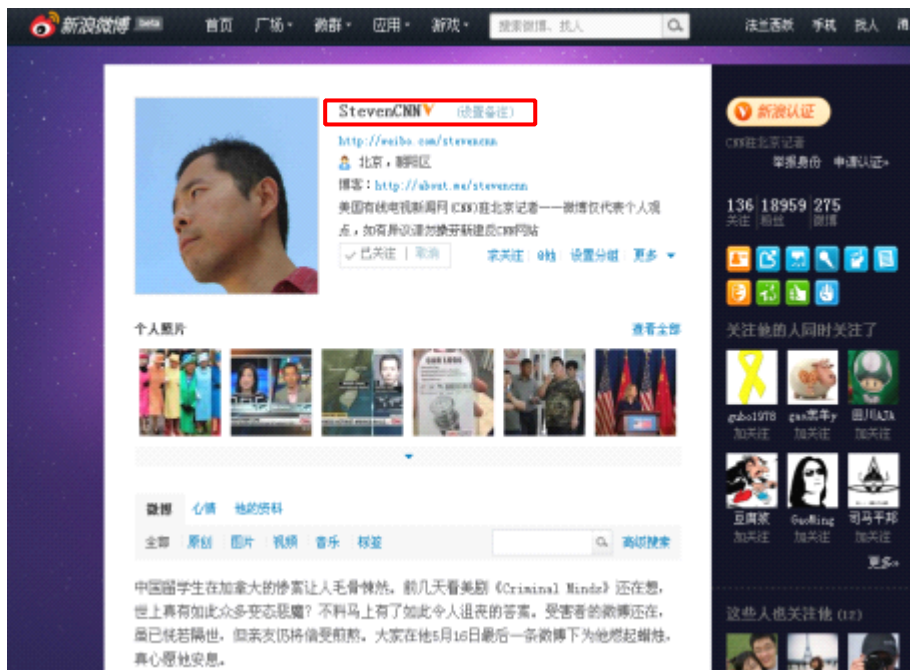 新浪微博 beta
首页 广场 微群 应用 游戏 搜索微博、找人 手机 找人
StevenCNN (设置备注)
http://weibo.com/stevencnn
北京，朝阳区
博客：http://about.me/stevencnn
美国有线电视新闻网(CNN)驻北京记者——微博仅代表个人观
点，如有异议请勿操劳新建反CNN网站
已关注 | 取消 求关注 @他 设置分组 更多
个人照片 查看全部
微博 心情 他的资料
全部 原创 图片 视频 音乐 标签 高级搜索
中国留学生在加拿大的惨案让人毛骨悚然。前几天看美剧《Criminal Minds》还在想，
世上真有如此众多变态恶魔？不料马上有了如此令人沮丧的答案。受害者的微博还在，
虽已恍若隔世，但亲友仍将倍受煎熬。大家在他5月16日最后一条微博下为他燃起蜡烛，
真心愿他安息。
新浪认证
CNN驻北京记者
举报身份 申请认证»
136 18959 275
关注 粉丝 微博
关注他的人同时关注了
gubo1978 田川AJA
加关注 加关注 加关注
豆腐浆 GaoMing 司马平邦
加关注 加关注 加关注
更多»
这些人也关注他 (12)